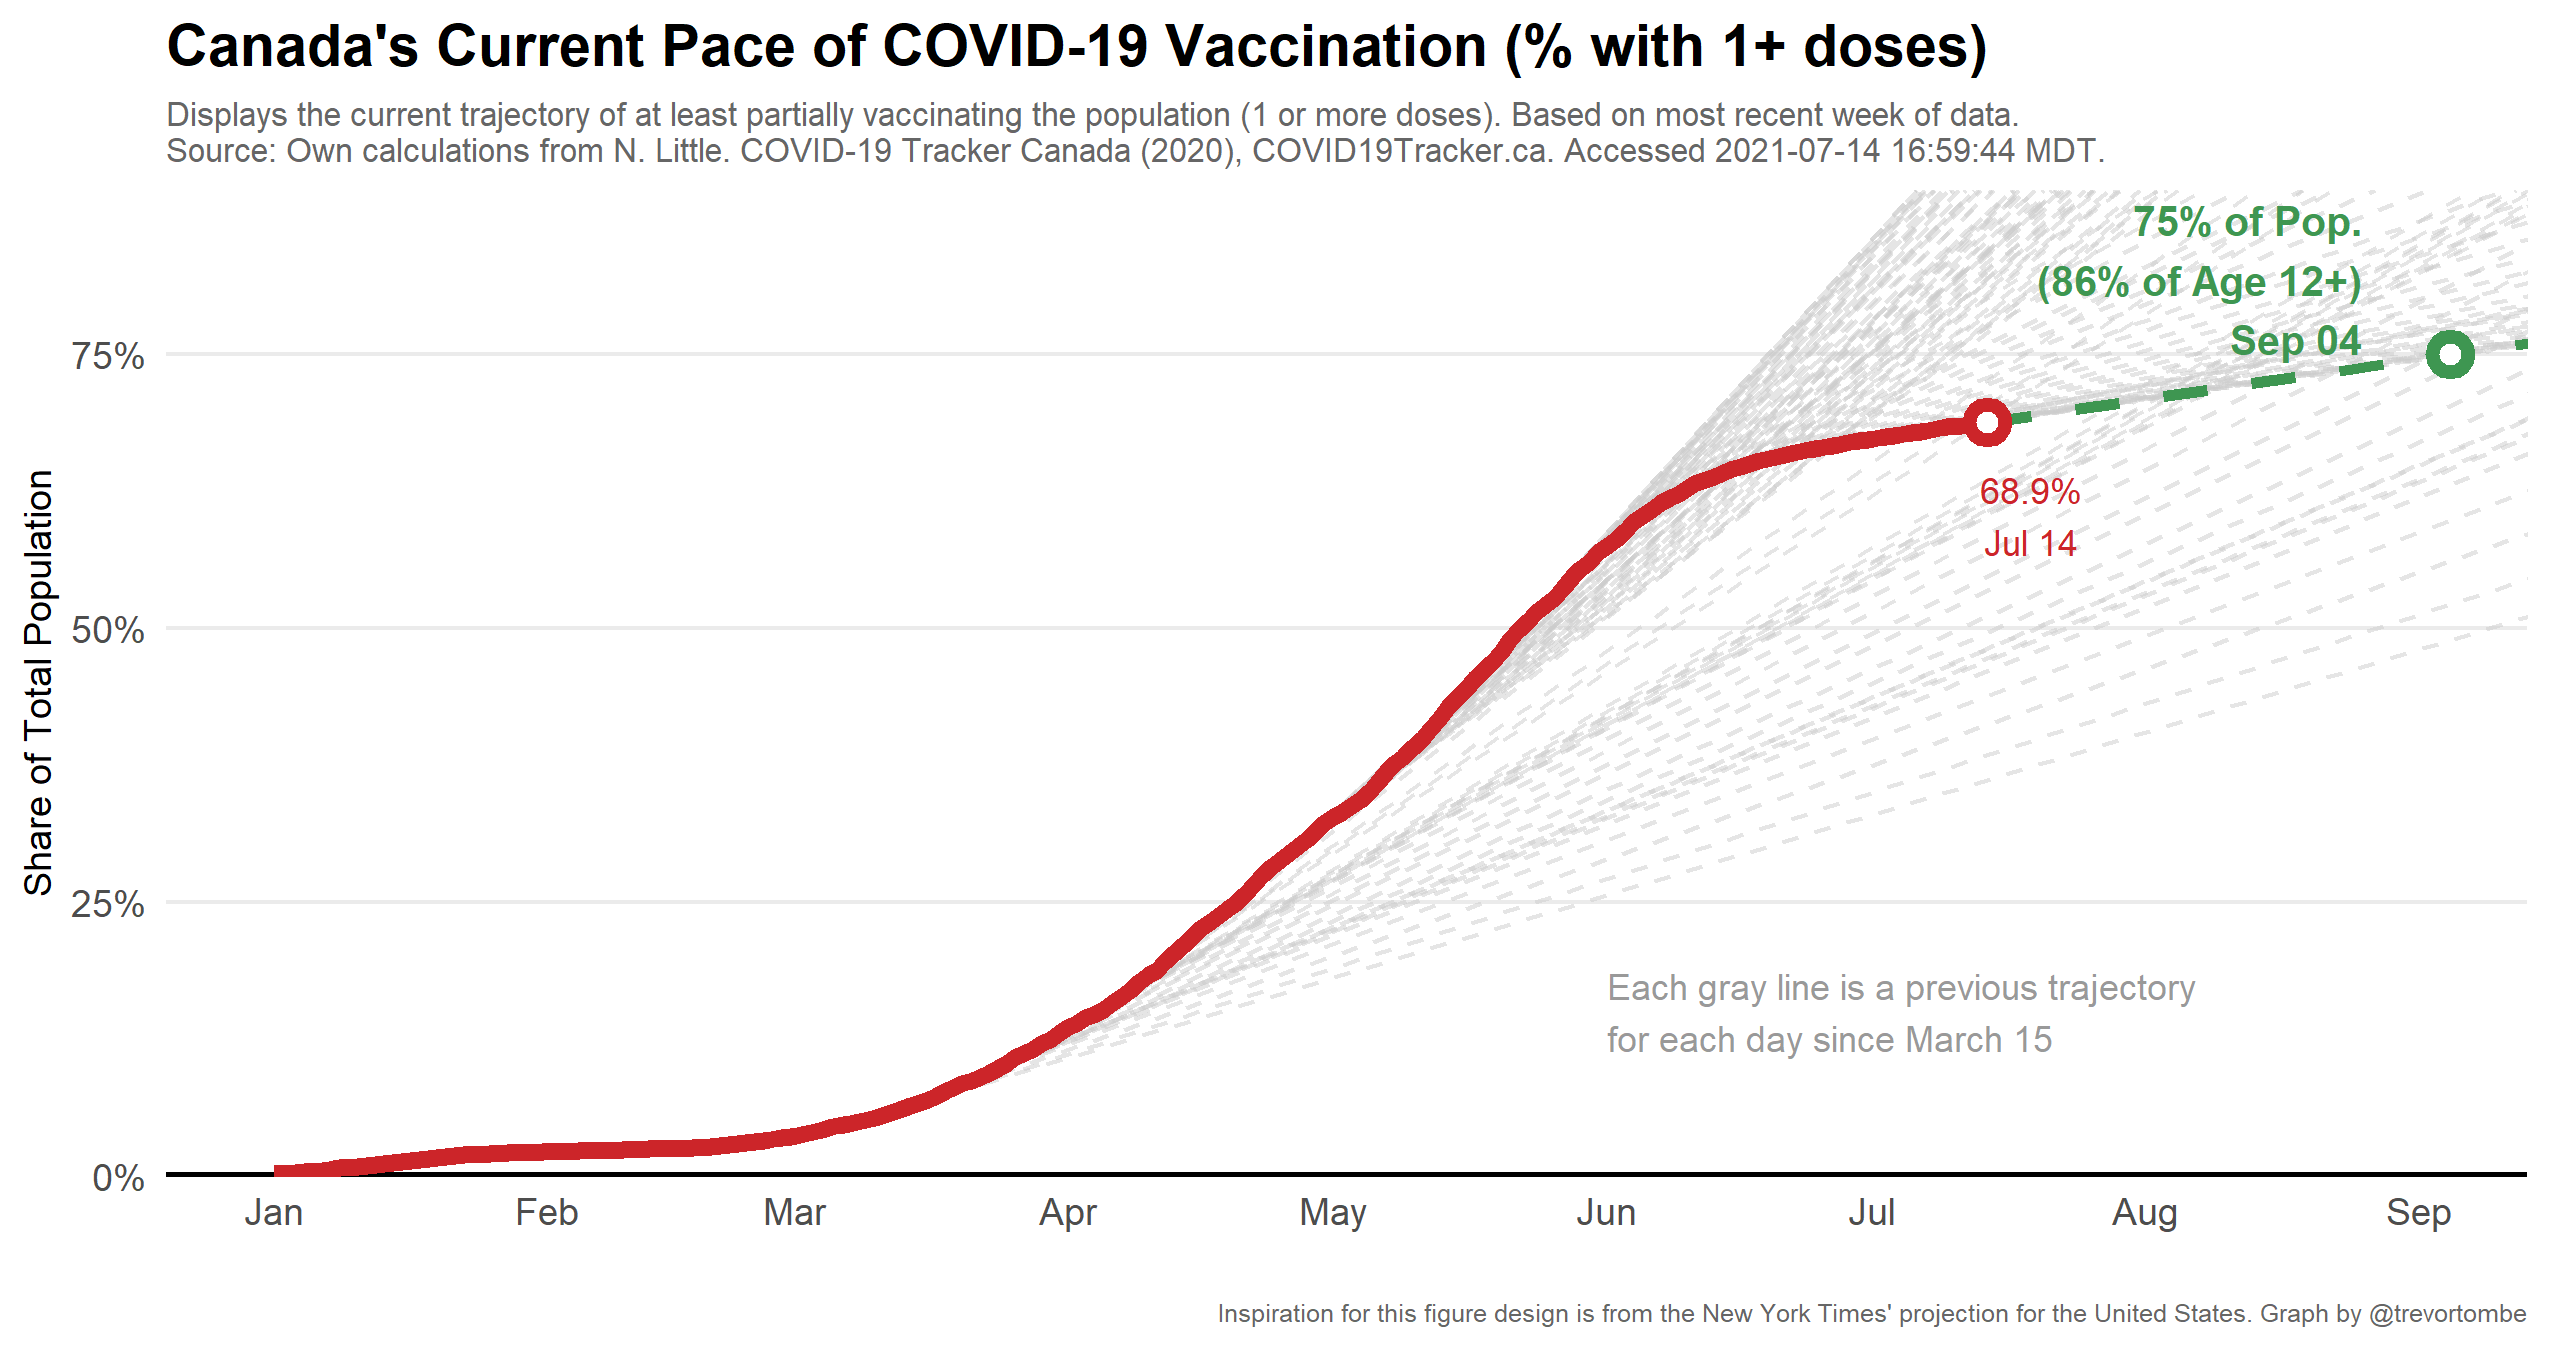 Canada's Current Pace of COVID-19 Vaccination (% with 1+ doses)
Displays the current trajectory of at least partially vaccinating the population (1 or more doses). Based on most recent week of data.
Source: Own calculations from N. Little. COVID-19 Tracker Canada (2020), COVID19Tracker.ca. Accessed 2021-07-14 16:59:44 MDT.
75% of Pop.
(86% of Age 12+)
Sep 04
75%
68.9%
Jul 14
Share of Total Population
50%
25%
Each gray line is a previous trajectory
for each day since March 15
0%
Jan Feb Mar Apr May Jun Jul Aug Sep
Inspiration for this figure design is from the New York Times' projection for the United States. Graph by @trevortombe